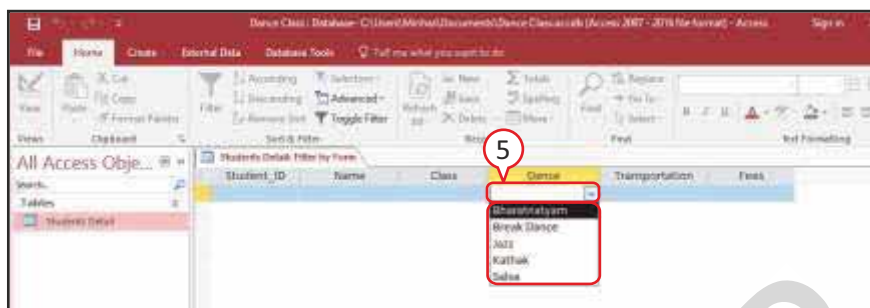 Dance Class : Database- C:\Users\Minhas\Documents\Dance Class.accdb (Access 2007 - 2016 file format) - Access Sign in
File Home Create External Data Database Tools Tell me what you want to do
Cut Ascending Selection New Totals Replace
Copy Descending Advanced Save Spelling Go To
View Paste Format Painter Filter Remove Sort Toggle Filter Refresh Delete More Find Select
Views Clipboard Sort & Filter Find Text Formatting
5
All Access Obje... Students Detail: Filter by Form
Student_ID Name Class Dance Transportation Fees
Search..
Tables
Students Detail
Bharatnatyam
Break Dance
Jazz
Kathak
Salsa